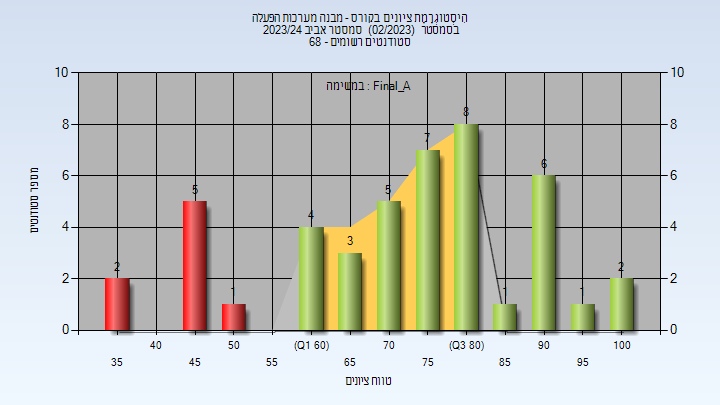 היסטוגרמת ציונים בקורס - מבנה מערכות הפעלה
בסמסטר (02/2023) סמסטר אביב 2023/24
סטודנטים רשומים - 68
במשימה : Final_A
10 10
8 8
6 6
4 4
2 2
0 0
מספר סטודנטים
2 5 1 4 3 5 7 8 1 6 1 2
40 50 (Q1 60) 70 (Q3 80) 90 100
35 45 55 65 75 85 95
טווח ציונים